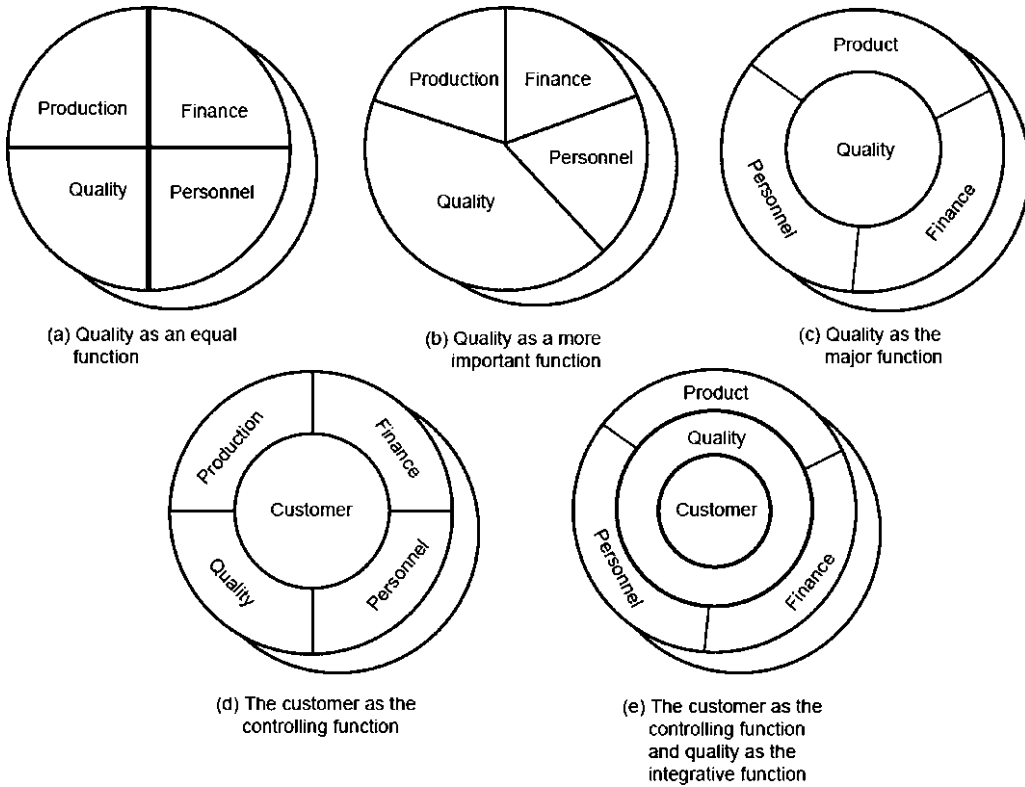 Production
Finance
Quality
Personnel
(a) Quality as an equal
function
Production
Finance
Personnel
Quality
(b) Quality as a more
important function
Product
Quality
Personnel
Finance
(c) Quality as the
major function
Production
Finance
Customer
Quality
Personnel
(d) The customer as the
controlling function
Product
Quality
Customer
Personnel
Finance
(e) The customer as the
controlling function
and quality as the
integrative function